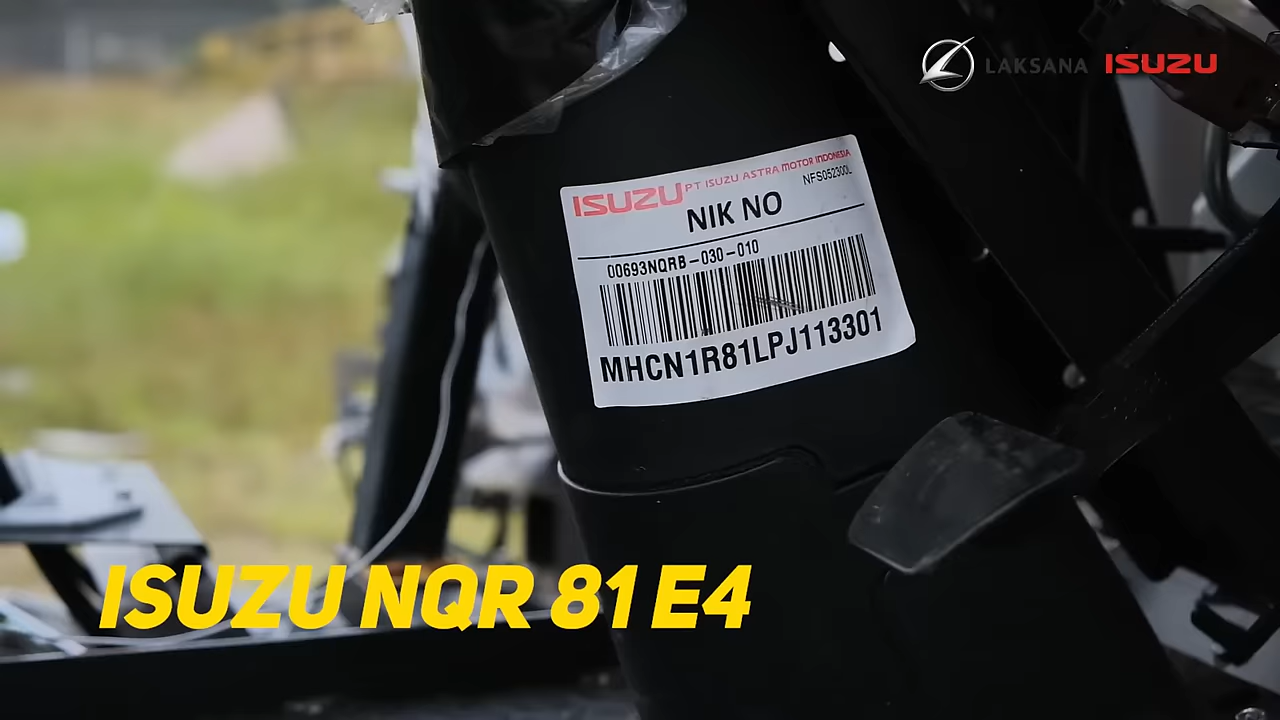 LAKSANA ISUZU
ISUZU PT ISUZU ASTRA MOTOR INDONESIA
NFS052300L
NIK NO
00693NQRB-030-010
MHCN1R81LPJ113301
ISUZU NQR 81 E4